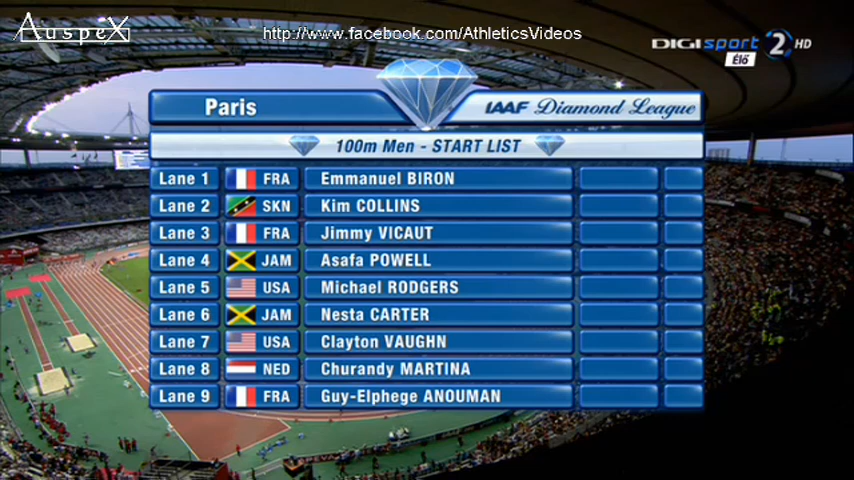 AuspeX
http://www.facebook.com/AthleticsVideos
DIGI sport 2 HD
Élő
Paris
IAAF Diamond League
100m Men - START LIST
Lane 1 FRA Emmanuel BIRON
Lane 2 SKN Kim COLLINS
Lane 3 FRA Jimmy VICAUT
Lane 4 JAM Asafa POWELL
Lane 5 USA Michael RODGERS
Lane 6 JAM Nesta CARTER
Lane 7 USA Clayton VAUGHN
Lane 8 NED Churandy MARTINA
Lane 9 FRA Guy-Elphege ANOUMAN